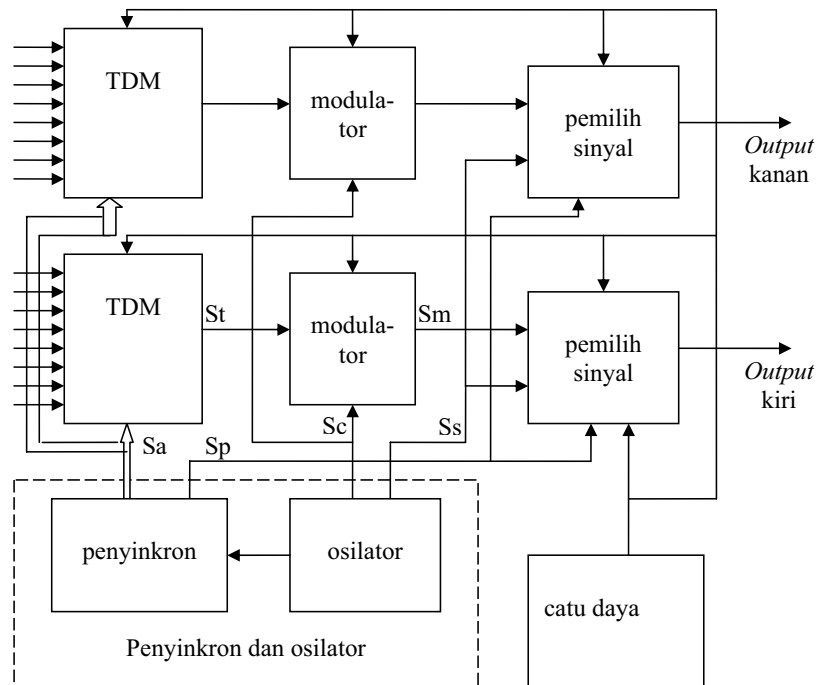 TDM
modula-
tor
pemilih
sinyal
Output
kanan
TDM
St
modula-
tor
Sm
pemilih
sinyal
Output
kiri
Sa
Sp
Sc
Ss
penyinkron
osilator
catu daya
Penyinkron dan osilator